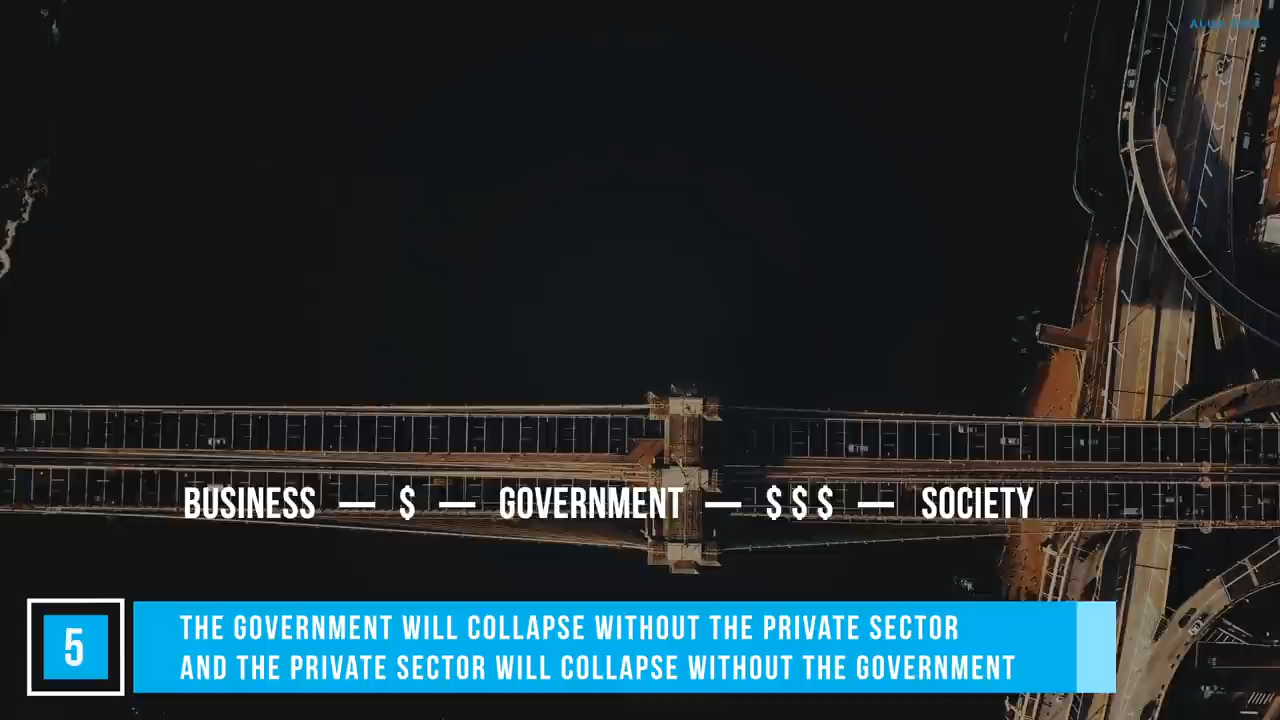 BUSINESS — $ — GOVERNMENT — $ $ $ — SOCIETY
5
THE GOVERNMENT WILL COLLAPSE WITHOUT THE PRIVATE SECTOR
AND THE PRIVATE SECTOR WILL COLLAPSE WITHOUT THE GOVERNMENT